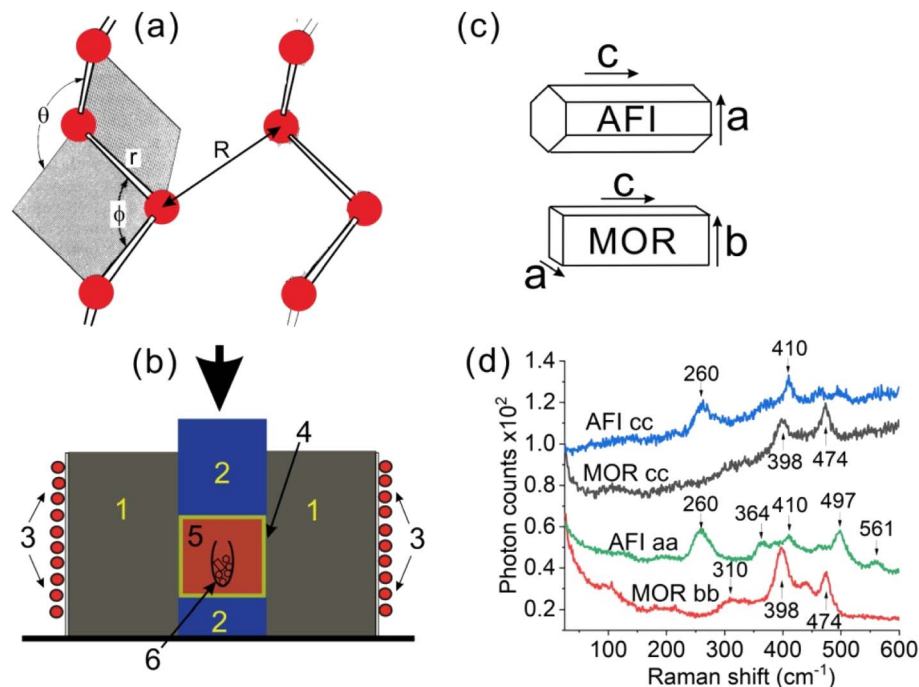 (a)
θ
r
R
ϕ
(b)
1
2
1
3
3
4
5
2
6
(c)
c
AFI
a
c
MOR
b
a
(d)
Photon counts x10²
1.4
1.2
1.0
0.8
0.6
0.4
0.2
260
410
AFI cc
MOR cc
398
474
260
364
410
497
561
AFI aa
310
MOR bb
398
474
100 200 300 400 500 600
Raman shift (cm⁻¹)